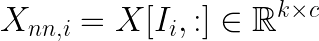 X_{nn,i} = X[I_i, :] ∈ ℝ^{k×c}